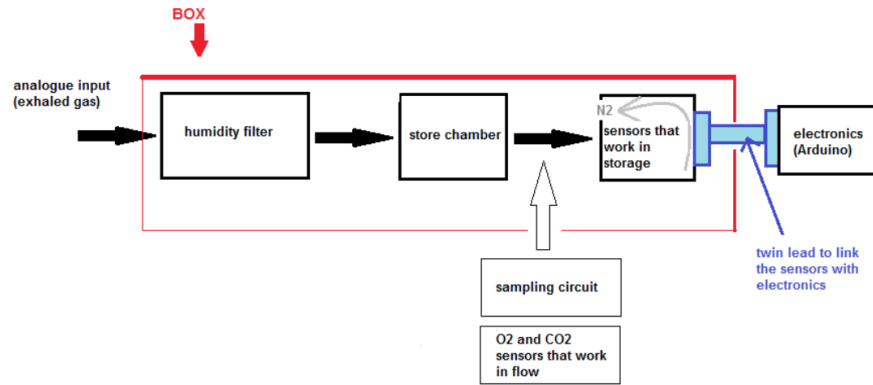 BOX
analogue input
(exhaled gas)
humidity filter
store chamber
N2
sensors that
work in
storage
electronics
(Arduino)
twin lead to link
the sensors with
electronics
sampling circuit
O2 and CO2
sensors that work
in flow